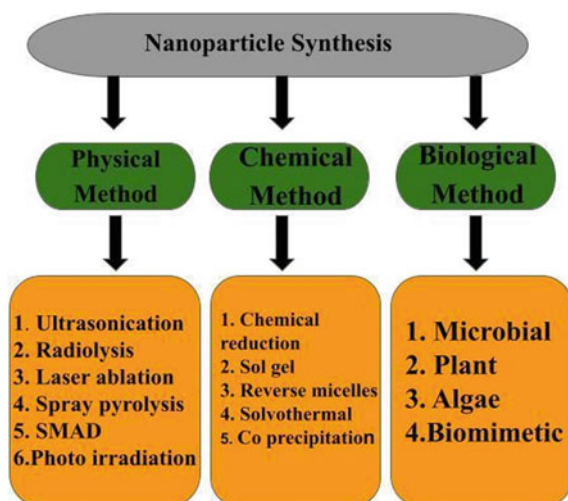 Nanoparticle Synthesis
Physical
Method
Chemical
Method
Biological
Method
1. Ultrasonication
2. Radiolysis
3. Laser ablation
4. Spray pyrolysis
5. SMAD
6.Photo irradiation
1. Chemical
reduction
2. Sol gel
3. Reverse micelles
4. Solvothermal
5. Co precipitation
1. Microbial
2. Plant
3. Algae
4.Biomimetic